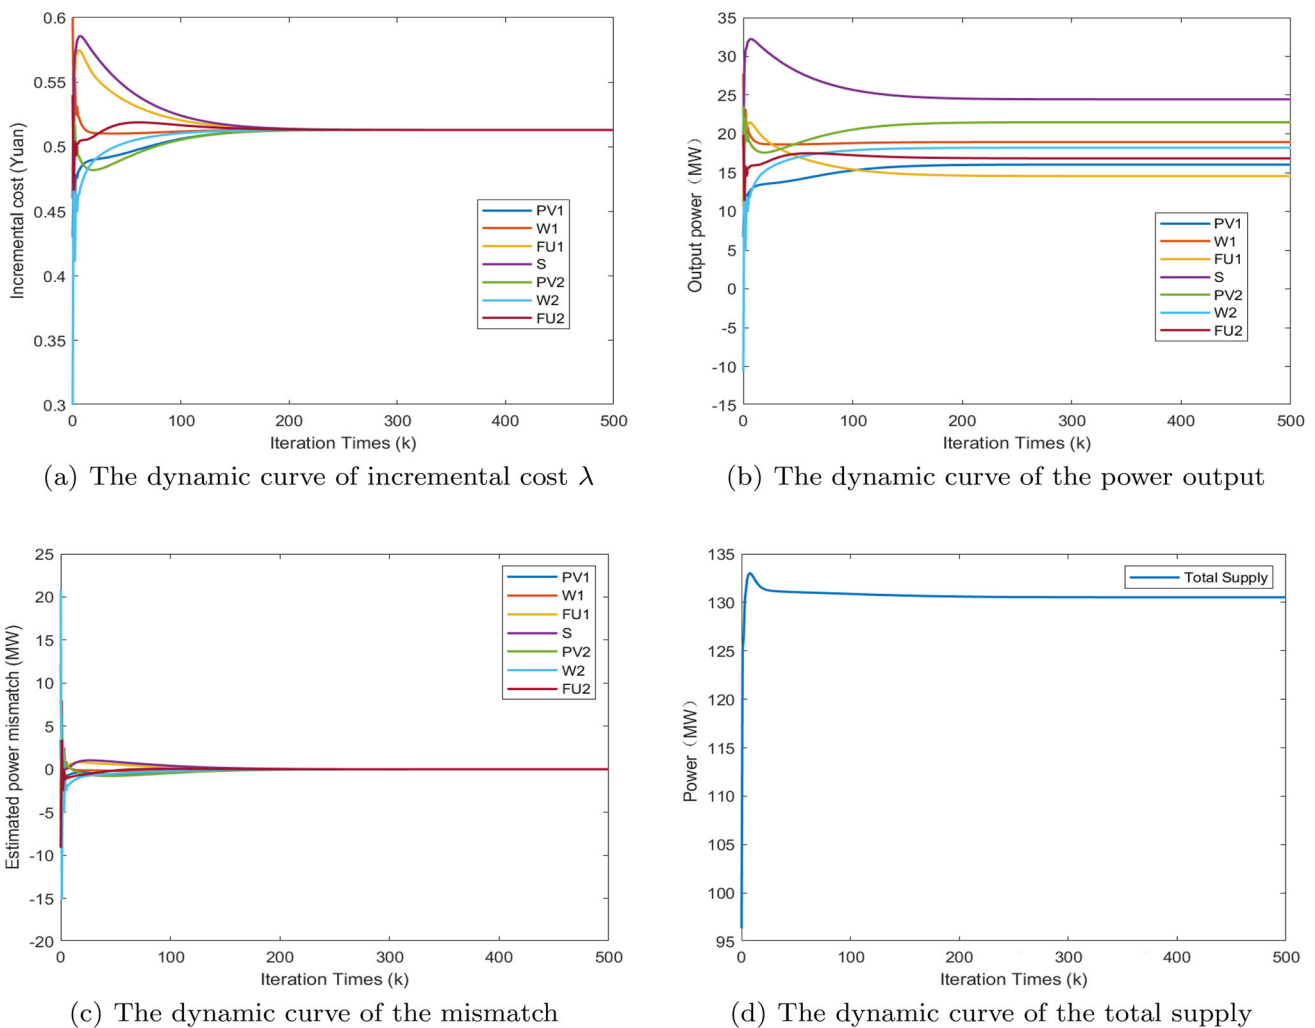 0.6
0.55
0.5
0.45
0.4
0.35
0.3
Incremental cost (Yuan)
PV1
W1
FU1
S
PV2
W2
FU2
0 100 200 300 400 500
Iteration Times (k)
(a) The dynamic curve of incremental cost λ
35
30
25
20
15
10
5
0
-5
-10
-15
Output power（MW）
PV1
W1
FU1
S
PV2
W2
FU2
0 100 200 300 400 500
Iteration Times (k)
(b) The dynamic curve of the power output
25
20
15
10
5
0
-5
-10
-15
-20
Estimated power mismatch (MW)
PV1
W1
FU1
S
PV2
W2
FU2
0 100 200 300 400 500
Iteration Times (k)
(c) The dynamic curve of the mismatch
135
130
125
120
115
110
105
100
95
Power（MW）
Total Supply
0 100 200 300 400 500
Iteration Times (k)
(d) The dynamic curve of the total supply